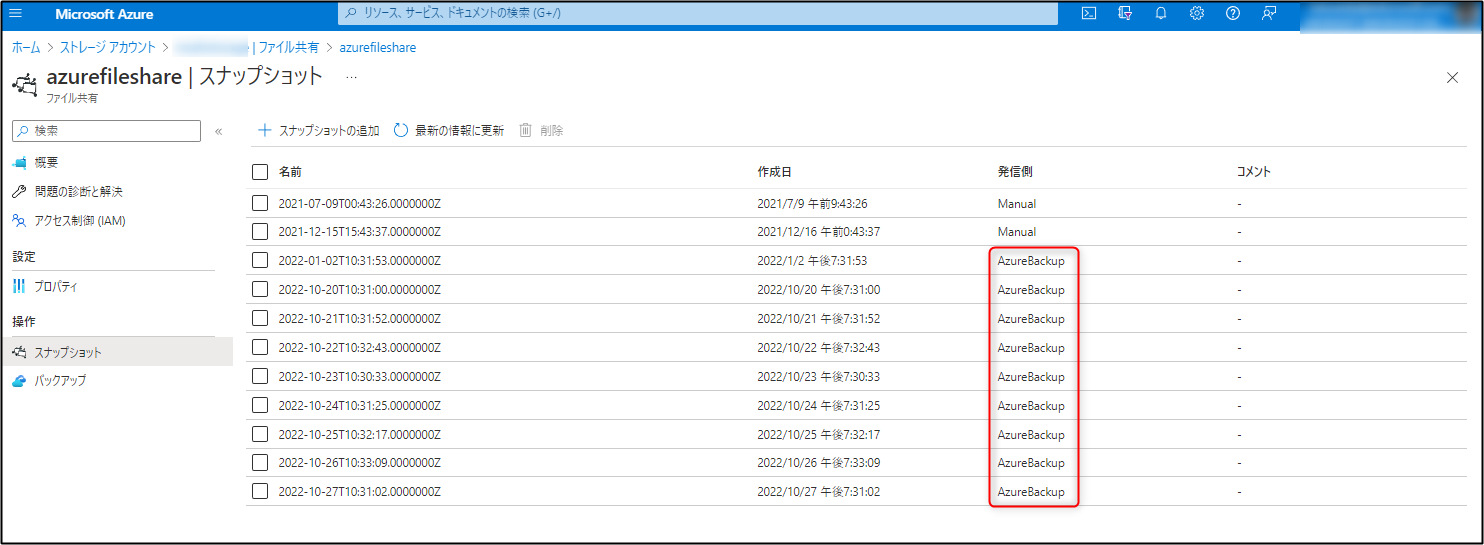 Microsoft Azure
リソース、サービス、ドキュメントの検索 (G+/)
ホーム > ストレージ アカウント > | ファイル共有 > azurefileshare
azurefileshare | スナップショット ...
ファイル共有
検索 «
概要
問題の診断と解決
アクセス制御 (IAM)
設定
プロパティ
操作
スナップショット
バックアップ
+ スナップショットの追加 最新の情報に更新 削除
名前 作成日 発信側 コメント
2021-07-09T00:43:26.0000000Z 2021/7/9 午前9:43:26 Manual -
2021-12-15T15:43:37.0000000Z 2021/12/16 午前0:43:37 Manual -
2022-01-02T10:31:53.0000000Z 2022/1/2 午後7:31:53 AzureBackup -
2022-10-20T10:31:00.0000000Z 2022/10/20 午後7:31:00 AzureBackup -
2022-10-21T10:31:52.0000000Z 2022/10/21 午後7:31:52 AzureBackup -
2022-10-22T10:32:43.0000000Z 2022/10/22 午後7:32:43 AzureBackup -
2022-10-23T10:30:33.0000000Z 2022/10/23 午後7:30:33 AzureBackup -
2022-10-24T10:31:25.0000000Z 2022/10/24 午後7:31:25 AzureBackup -
2022-10-25T10:32:17.0000000Z 2022/10/25 午後7:32:17 AzureBackup -
2022-10-26T10:33:09.0000000Z 2022/10/26 午後7:33:09 AzureBackup -
2022-10-27T10:31:02.0000000Z 2022/10/27 午後7:31:02 AzureBackup -